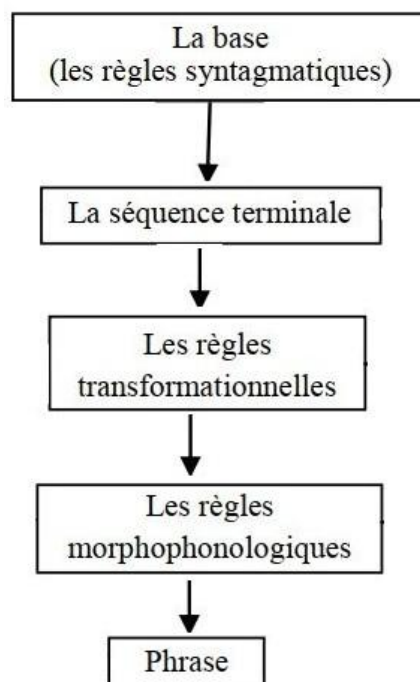 La base
(les règles syntagmatiques)
La séquence terminale
Les règles
transformationnelles
Les règles
morphophonologiques
Phrase